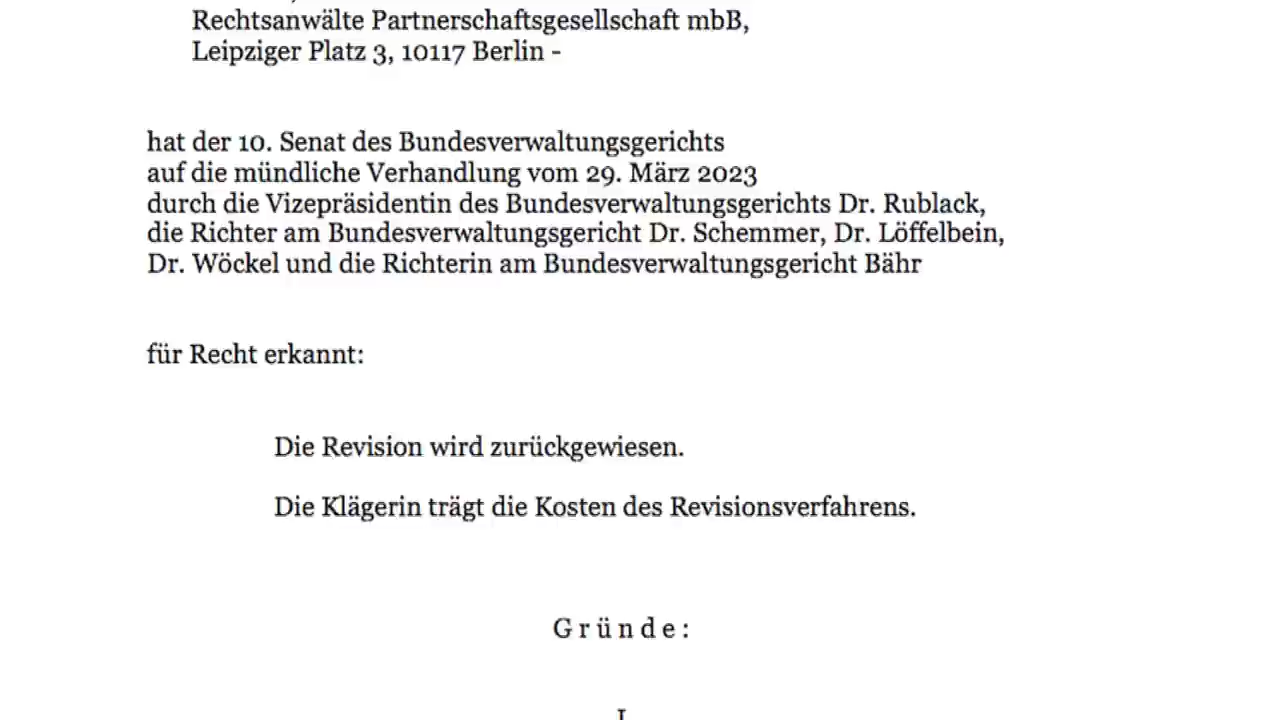 Rechtsanwälte Partnerschaftsgesellschaft mbB,
Leipziger Platz 3, 10117 Berlin -
hat der 10. Senat des Bundesverwaltungsgerichts
auf die mündliche Verhandlung vom 29. März 2023
durch die Vizepräsidentin des Bundesverwaltungsgerichts Dr. Rublack,
die Richter am Bundesverwaltungsgericht Dr. Schemmer, Dr. Löffelbein,
Dr. Wöckel und die Richterin am Bundesverwaltungsgericht Bähr
für Recht erkannt:
Die Revision wird zurückgewiesen.
Die Klägerin trägt die Kosten des Revisionsverfahrens.
G r ü n d e :
I